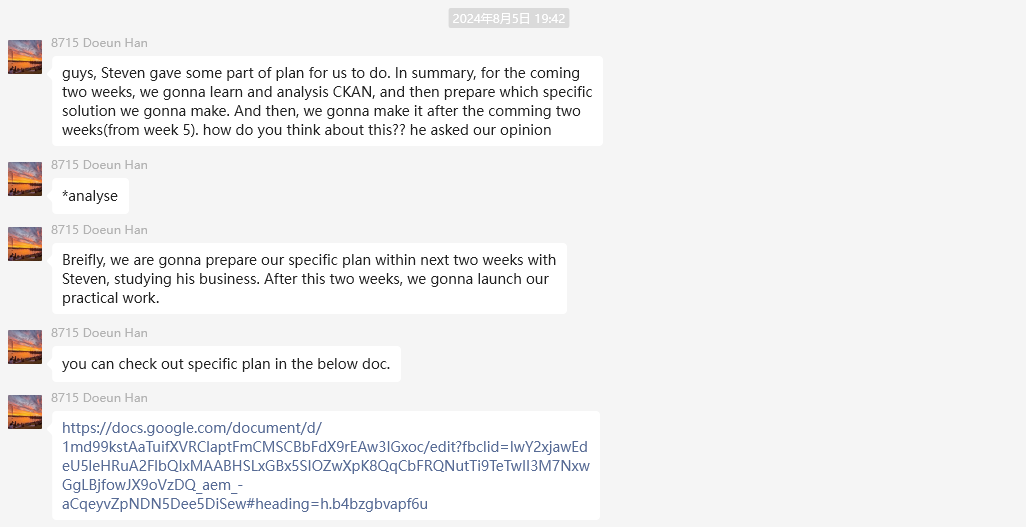 2024年8月5日 19:42
8715 Doeun Han
guys, Steven gave some part of plan for us to do. In summary, for the coming
two weeks, we gonna learn and analysis CKAN, and then prepare which specific
solution we gonna make. And then, we gonna make it after the comming two
weeks(from week 5). how do you think about this?? he asked our opinion
8715 Doeun Han
*analyse
8715 Doeun Han
Breifly, we are gonna prepare our specific plan within next two weeks with
Steven, studying his business. After this two weeks, we gonna launch our
practical work.
8715 Doeun Han
you can check out specific plan in the below doc.
8715 Doeun Han
https://docs.google.com/document/d/
1md99kstAaTuifXVRClaptFmCMSCBbFdX9rEAw3lGxoc/edit?fbclid=IwY2xjawEd
eU5leHRuA2FlbQIxMAABHSLxGBx5SlOZwXpK8QqCbFRQNutTi9TeTwIl3M7Nxw
GgLBjfowJX9oVzDQ_aem_-
aCqeyvZpNDN5Dee5DiSew#heading=h.b4bzgbvapf6u